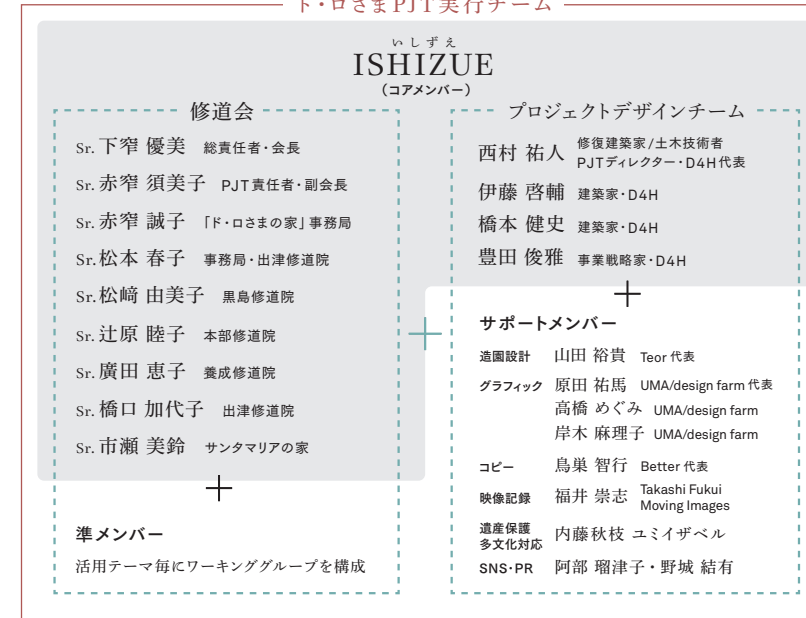 ド・ロさまPJT実行チーム
いしずえ
ISHIZUE
(コアメンバー)
修道会
Sr.下窄 優美 総責任者・会長
Sr.赤窄 須美子 PJT責任者・副会長
Sr.赤窄 誠子 「ド・ロさまの家」事務局
Sr.松本 春子 事務局・出津修道院
Sr.松﨑 由美子 黒島修道院
Sr.辻原 睦子 本部修道院
Sr.廣田 恵子 養成修道院
Sr.橋口 加代子 出津修道院
Sr.市瀬 美鈴 サンタマリアの家
+
準メンバー
活用テーマ毎にワーキンググループを構成
+
プロジェクトデザインチーム
西村 祐人 修復建築家/土木技術者
PJTディレクター・D4H代表
伊藤 啓輔 建築家・D4H
橋本 健史 建築家・D4H
豊田 俊雅 事業戦略家・D4H
+
サポートメンバー
造園設計 山田 裕貴 Teor 代表
グラフィック 原田 祐馬 UMA/design farm 代表
高橋 めぐみ UMA/design farm
岸木 麻理子 UMA/design farm
コピー 鳥巣 智行 Better 代表
映像記録 福井 崇志 Takashi Fukui
Moving Images
遺産保護
多文化対応 内藤秋枝 ユミイザベル
SNS・PR 阿部 瑠津子・野城 結有